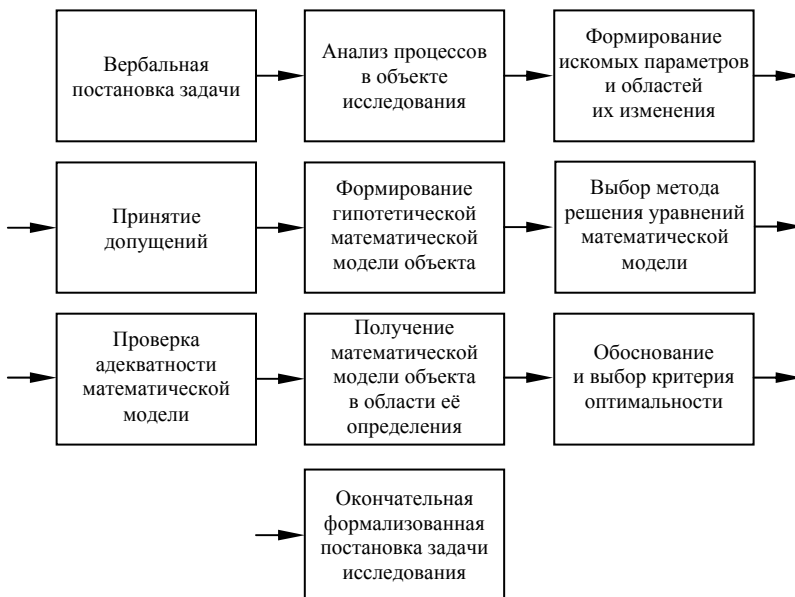 Вербальная
постановка задачи
Анализ процессов
в объекте
исследования
Формирование
искомых параметров
и областей
их изменения
Принятие
допущений
Формирование
гипотетической
математической
модели объекта
Выбор метода
решения уравнений
математической
модели
Проверка
адекватности
математической
модели
Получение
математической
модели объекта
в области её
определения
Обоснование
и выбор критерия
оптимальности
Окончательная
формализованная
постановка задачи
исследования